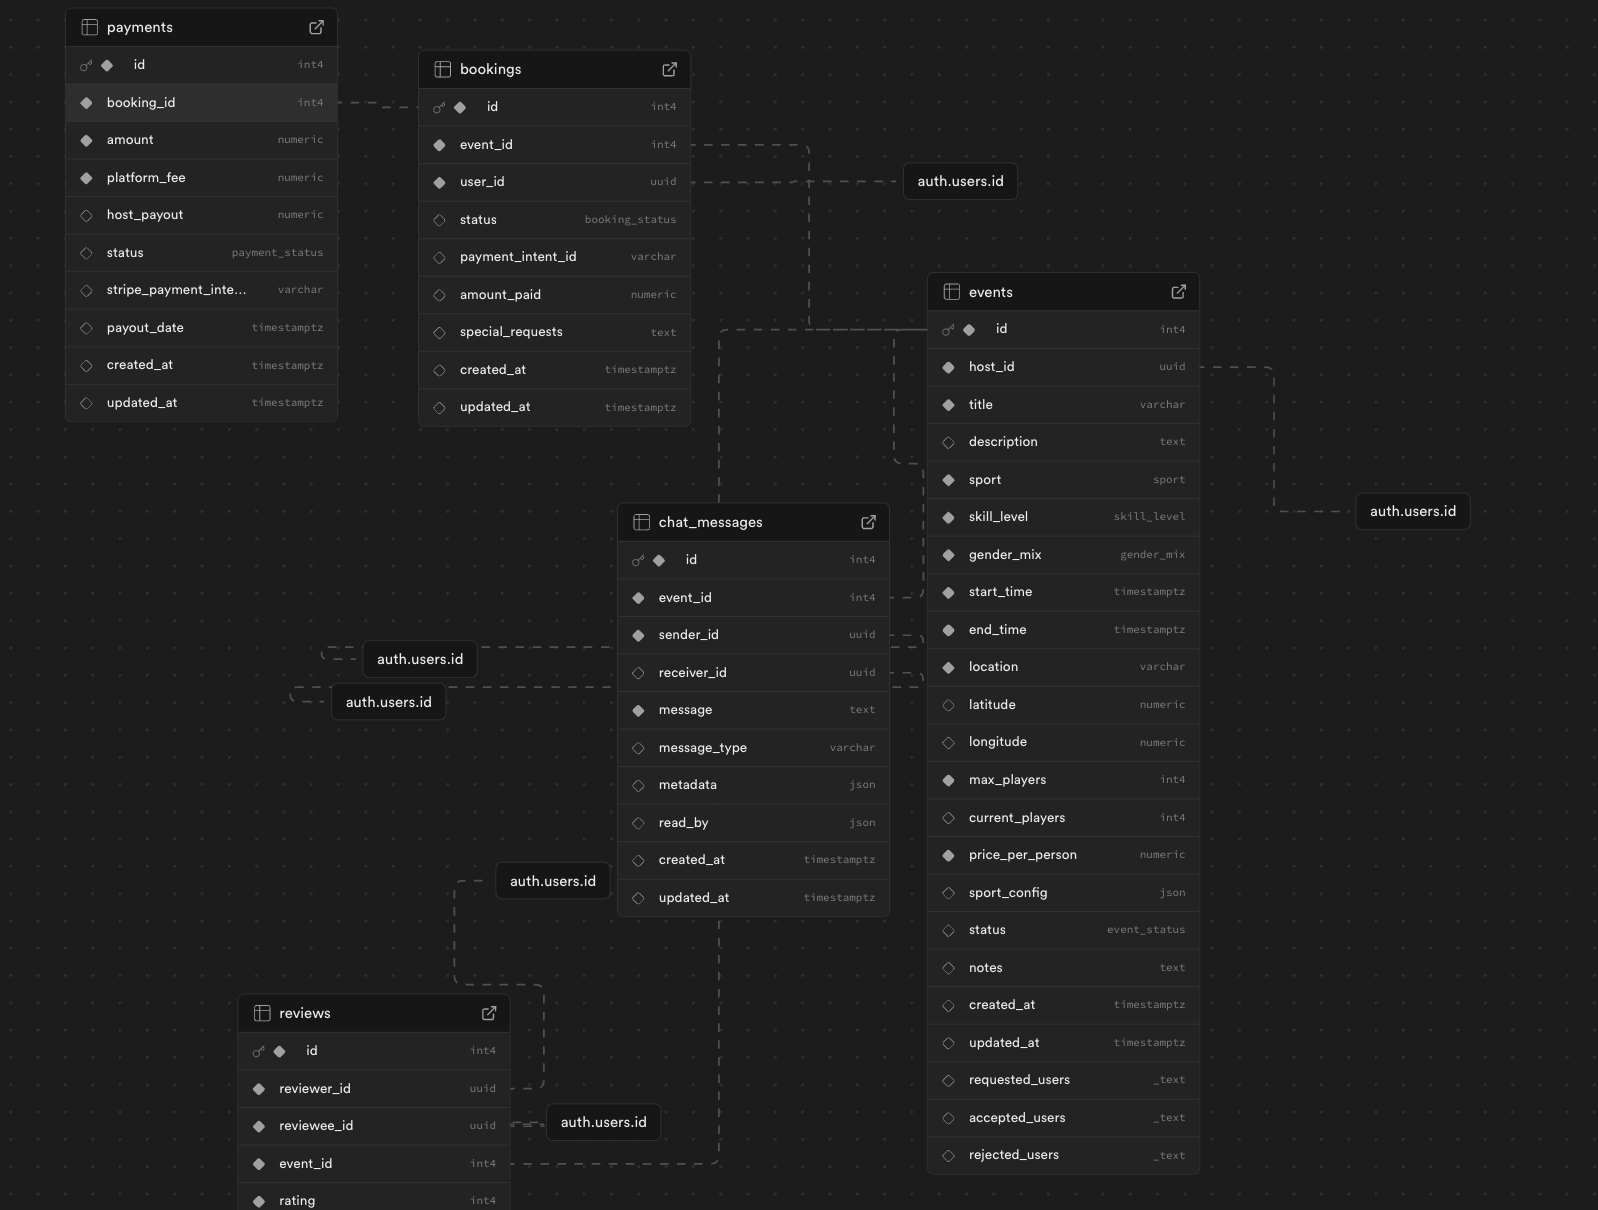 payments
id int4
booking_id int4
amount numeric
platform_fee numeric
host_payout numeric
status payment_status
stripe_payment_inte... varchar
payout_date timestamptz
created_at timestamptz
updated_at timestamptz
bookings
id int4
event_id int4
user_id uuid
status booking_status
payment_intent_id varchar
amount_paid numeric
special_requests text
created_at timestamptz
updated_at timestamptz
auth.users.id
events
id int4
host_id uuid
title varchar
description text
sport sport
skill_level skill_level
gender_mix gender_mix
start_time timestamptz
end_time timestamptz
location varchar
latitude numeric
longitude numeric
max_players int4
current_players int4
price_per_person numeric
sport_config json
status event_status
notes text
created_at timestamptz
updated_at timestamptz
requested_users _text
accepted_users _text
rejected_users _text
auth.users.id
chat_messages
id int4
event_id int4
sender_id uuid
receiver_id uuid
message text
message_type varchar
metadata json
read_by json
created_at timestamptz
updated_at timestamptz
auth.users.id
auth.users.id
auth.users.id
reviews
id int4
reviewer_id uuid
reviewee_id uuid
event_id int4
rating int4
auth.users.id